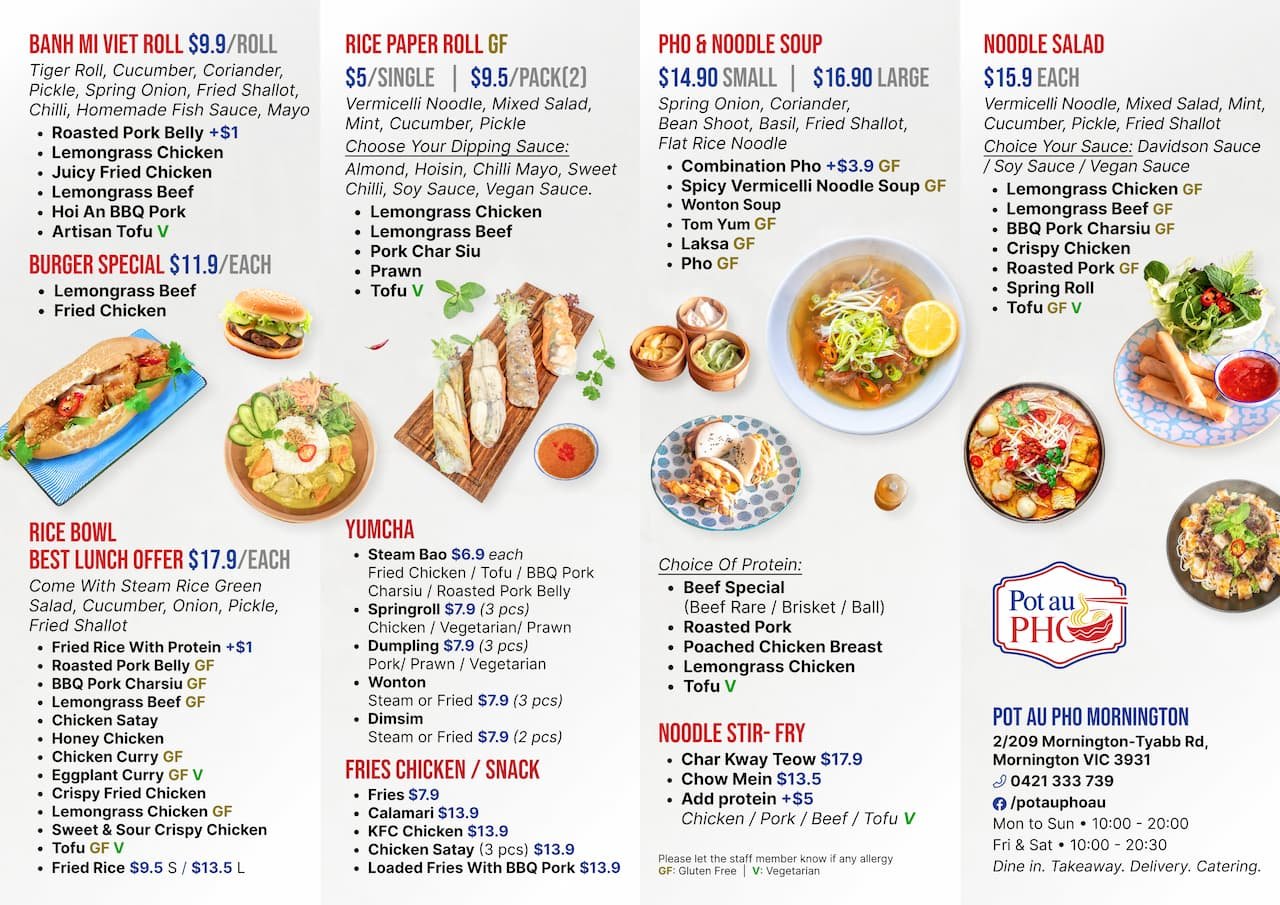 BANH MI VIET ROLL $9.9/ROLL
Tiger Roll, Cucumber, Coriander,
Pickle, Spring Onion, Fried Shallot,
Chilli, Homemade Fish Sauce, Mayo
• Roasted Pork Belly +$1
• Lemongrass Chicken
• Juicy Fried Chicken
• Lemongrass Beef
• Hoi An BBQ Pork
• Artisan Tofu V
BURGER SPECIAL $11.9/EACH
• Lemongrass Beef
• Fried Chicken
RICE BOWL
BEST LUNCH OFFER $17.9/EACH
Come With Steam Rice Green
Salad, Cucumber, Onion, Pickle,
Fried Shallot
• Fried Rice With Protein +$1
• Roasted Pork Belly GF
• BBQ Pork Charsiu GF
• Lemongrass Beef GF
• Chicken Satay
• Honey Chicken
• Chicken Curry GF
• Eggplant Curry GF V
• Crispy Fried Chicken
• Lemongrass Chicken GF
• Sweet & Sour Crispy Chicken
• Tofu GF V
• Fried Rice $9.5 S / $13.5 L
RICE PAPER ROLL GF
$5/SINGLE | $9.5/PACK(2)
Vermicelli Noodle, Mixed Salad,
Mint, Cucumber, Pickle
Choose Your Dipping Sauce:
Almond, Hoisin, Chilli Mayo, Sweet
Chilli, Soy Sauce, Vegan Sauce.
• Lemongrass Chicken
• Lemongrass Beef
• Pork Char Siu
• Prawn
• Tofu V
YUMCHA
• Steam Bao $6.9 each
Fried Chicken / Tofu / BBQ Pork
Charsiu / Roasted Pork Belly
• Springroll $7.9 (3 pcs)
Chicken / Vegetarian/ Prawn
• Dumpling $7.9 (3 pcs)
Pork/ Prawn / Vegetarian
• Wonton
Steam or Fried $7.9 (3 pcs)
• Dimsim
Steam or Fried $7.9 (2 pcs)
FRIES CHICKEN / SNACK
• Fries $7.9
• Calamari $13.9
• KFC Chicken $13.9
• Chicken Satay (3 pcs) $13.9
• Loaded Fries With BBQ Pork $13.9
PHO & NOODLE SOUP
$14.90 SMALL | $16.90 LARGE
Spring Onion, Coriander,
Bean Shoot, Basil, Fried Shallot,
Flat Rice Noodle
• Combination Pho +$3.9 GF
• Spicy Vermicelli Noodle Soup GF
• Wonton Soup
• Tom Yum GF
• Laksa GF
• Pho GF
Choice Of Protein:
• Beef Special
(Beef Rare / Brisket / Ball)
• Roasted Pork
• Poached Chicken Breast
• Lemongrass Chicken
• Tofu V
NOODLE STIR- FRY
• Char Kway Teow $17.9
• Chow Mein $13.5
• Add protein +$5
Chicken / Pork / Beef / Tofu V
Please let the staff member know if any allergy
GF: Gluten Free | V: Vegetarian
NOODLE SALAD
$15.9 EACH
Vermicelli Noodle, Mixed Salad, Mint,
Cucumber, Pickle, Fried Shallot
Choice Your Sauce: Davidson Sauce
/ Soy Sauce / Vegan Sauce
• Lemongrass Chicken GF
• Lemongrass Beef GF
• BBQ Pork Charsiu GF
• Crispy Chicken
• Roasted Pork GF
• Spring Roll
• Tofu GF V
Pot au
PHO
POT AU PHO MORNINGTON
2/209 Mornington-Tyabb Rd,
Mornington VIC 3931
0421 333 739
/potauphoau
Mon to Sun • 10:00 - 20:00
Fri & Sat • 10:00 - 20:30
Dine in. Takeaway. Delivery. Catering.